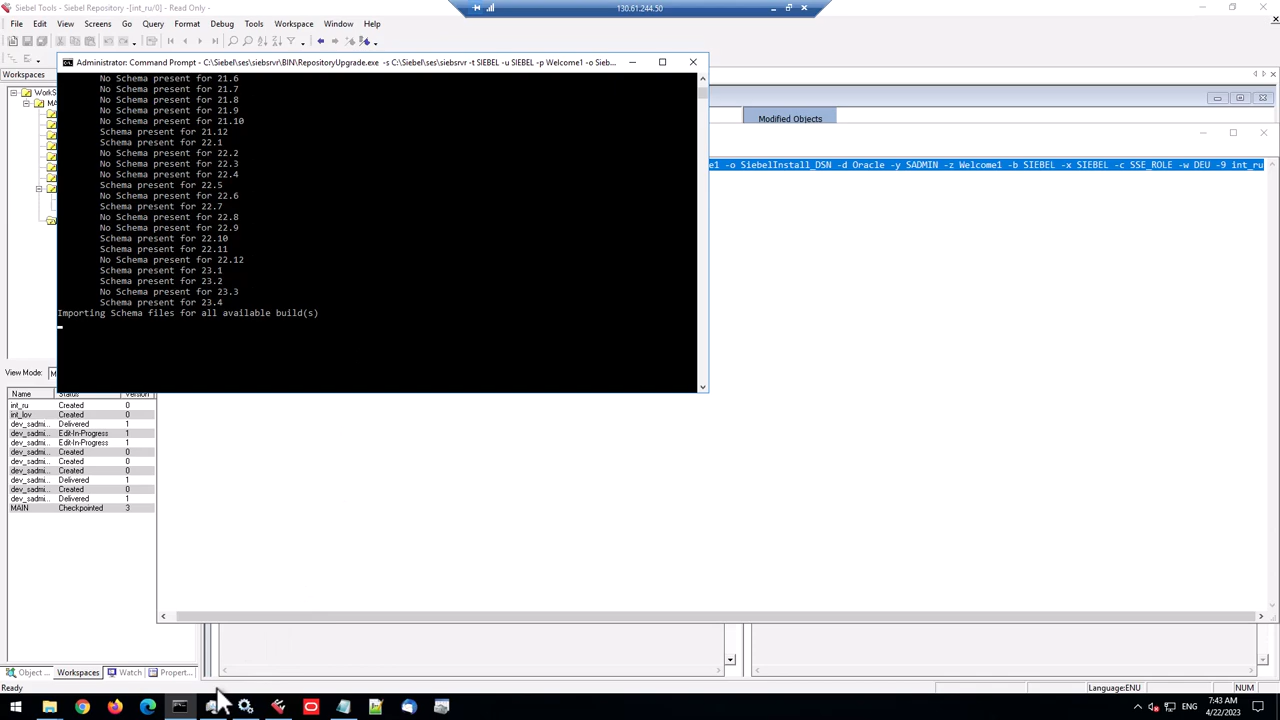 Siebel Tools - Siebel Repository -[int_ru/0] - Read Only -
130.61.244.50
File Edit View Screens Go Query Format Debug Tools Workspace Window Help
Administrator: Command Prompt - C:\Siebel\ses\siebsrvr\BIN\RepositoryUpgrade.exe -s C:\Siebel\ses\siebsrvr -t SIEBEL -u SIEBEL -p Welcome1 -o Sieb...
No Schema present for 21.6
No Schema present for 21.7
No Schema present for 21.8
No Schema present for 21.9
No Schema present for 21.10
Schema present for 21.12
Schema present for 22.1
No Schema present for 22.2
No Schema present for 22.3
No Schema present for 22.4
Schema present for 22.5
No Schema present for 22.6
Schema present for 22.7
No Schema present for 22.8
No Schema present for 22.9
Schema present for 22.10
Schema present for 22.11
No Schema present for 22.12
Schema present for 23.1
Schema present for 23.2
No Schema present for 23.3
Schema present for 23.4
Importing Schema files for all available build(s)
Modified Objects
-o SiebelInstall_DSN -d Oracle -y SADMIN -z Welcome1 -b SIEBEL -x SIEBEL -c SSE_ROLE -w DEU -9 int_ru
Workspaces
WorkS
MA
View Mode: M
Name Status Version
int_ru Created 0
int_lov Created 0
dev_sadmi... Delivered 1
dev_sadmi... Edit-In-Progress 1
dev_sadmi... Edit-In-Progress 1
dev_sadmi... Created 0
dev_sadmi... Created 0
dev_sadmi... Created 0
dev_sadmi... Delivered 1
dev_sadmi... Created 0
dev_sadmi... Delivered 1
MAIN Checkpointed 3
Object ... Workspaces Watch Propert...
Ready
Language:ENU
NUM
ENG
7:43 AM
4/22/2023